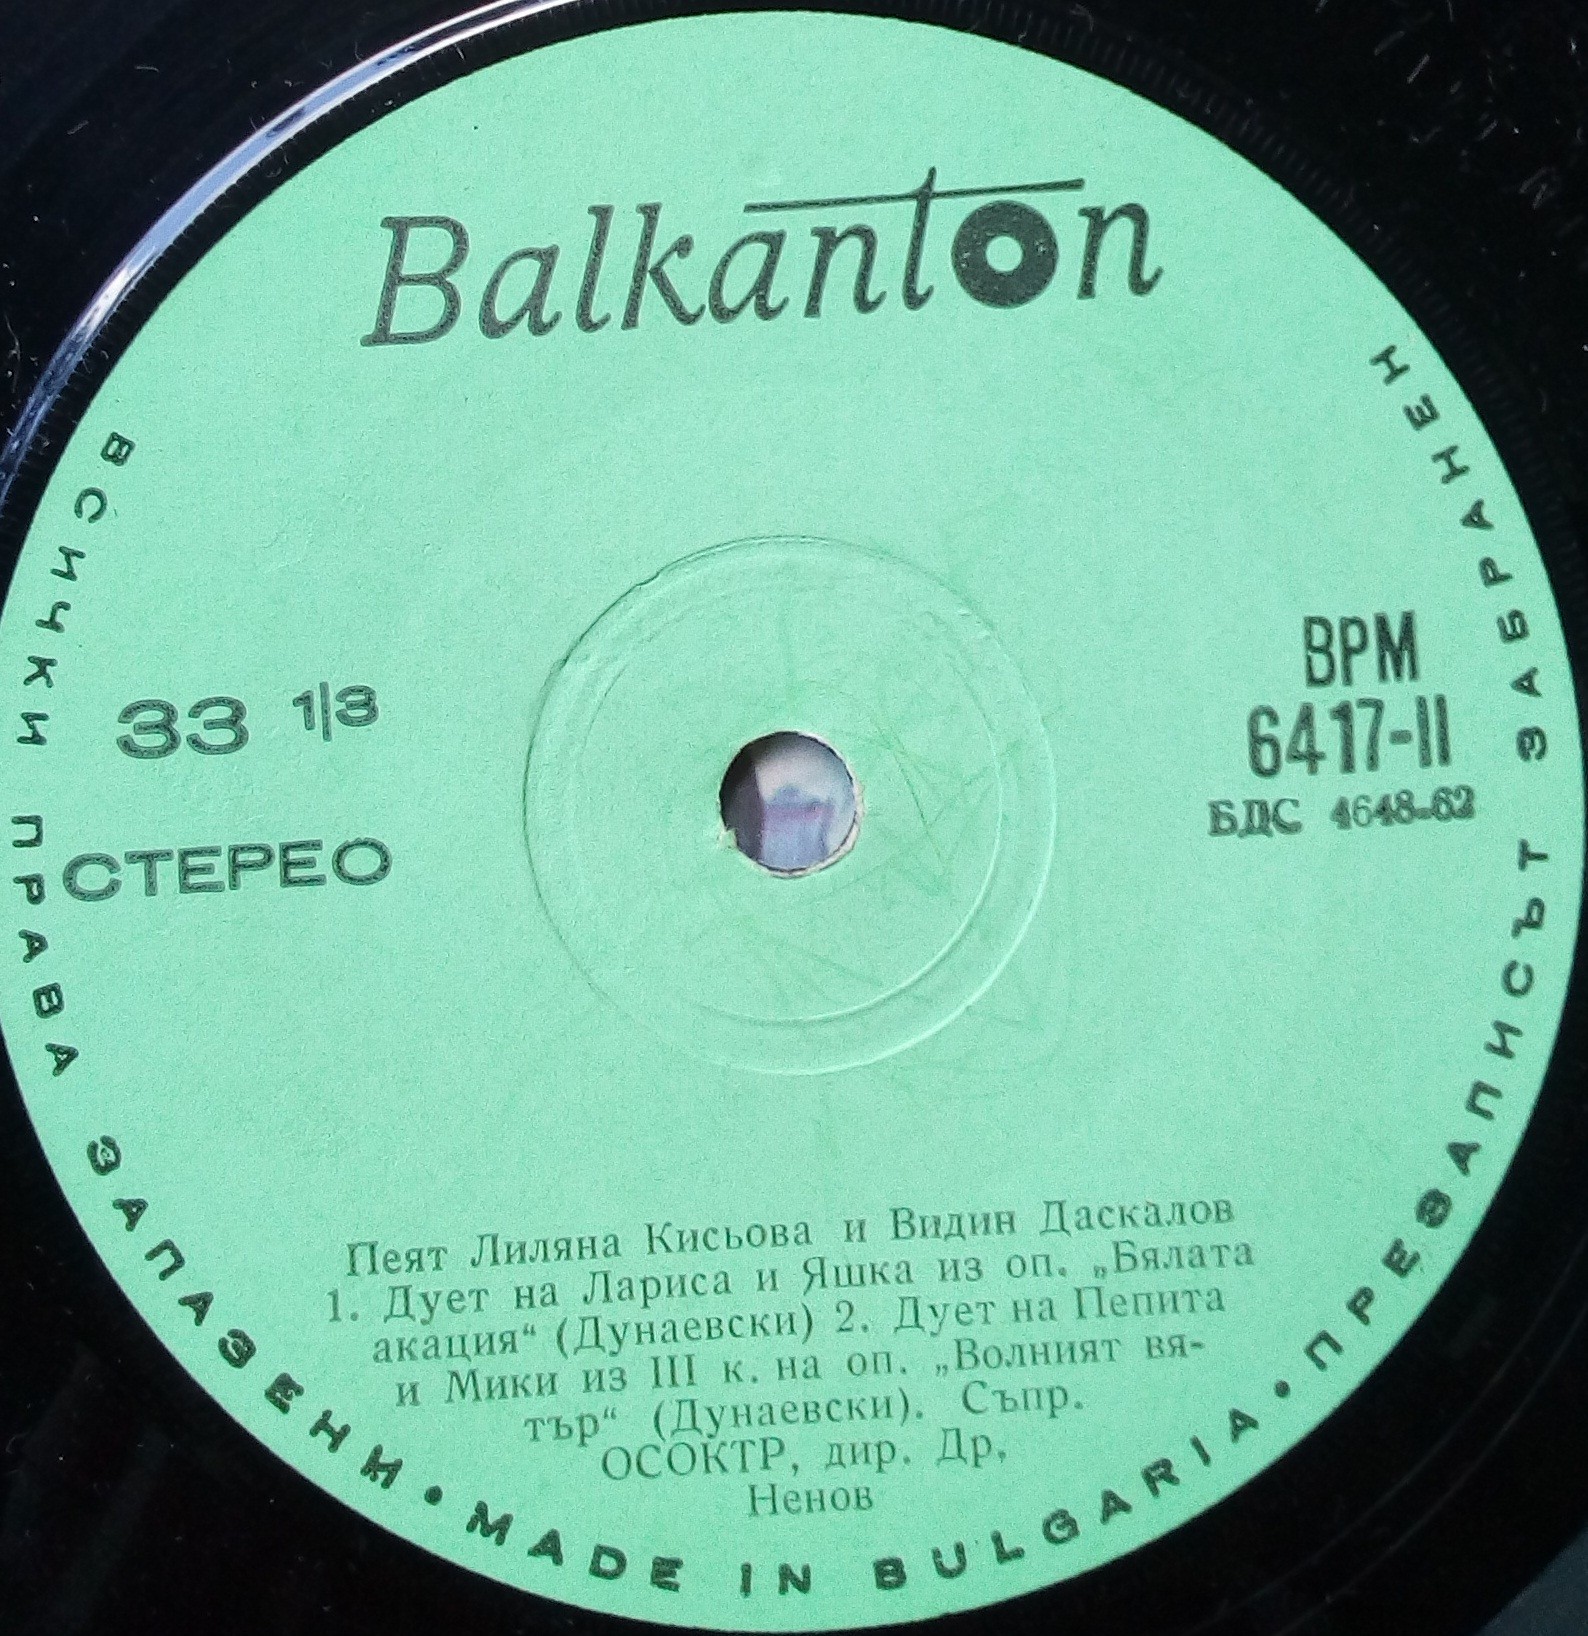 Balkanton
ВСИЧКИ ПРАВА ЗАПАЗЕНИ • MADE IN BULGARIA • ПРЕЗАПИСЪТ ЗАБРАНЕН
33 1/3
СТЕРЕО
ВРМ
6417-II
БДС 4648-62
Пеят Лиляна Кисьова и Видин Даскалов
1. Дует на Лариса и Яшка из оп. „Бялата
акация“ (Дунаевски) 2. Дует на Пепита
и Мики из III к. на оп. „Волният вя-
тър“ (Дунаевски). Съпр.
ОСОКТР, дир. Др.
Ненов